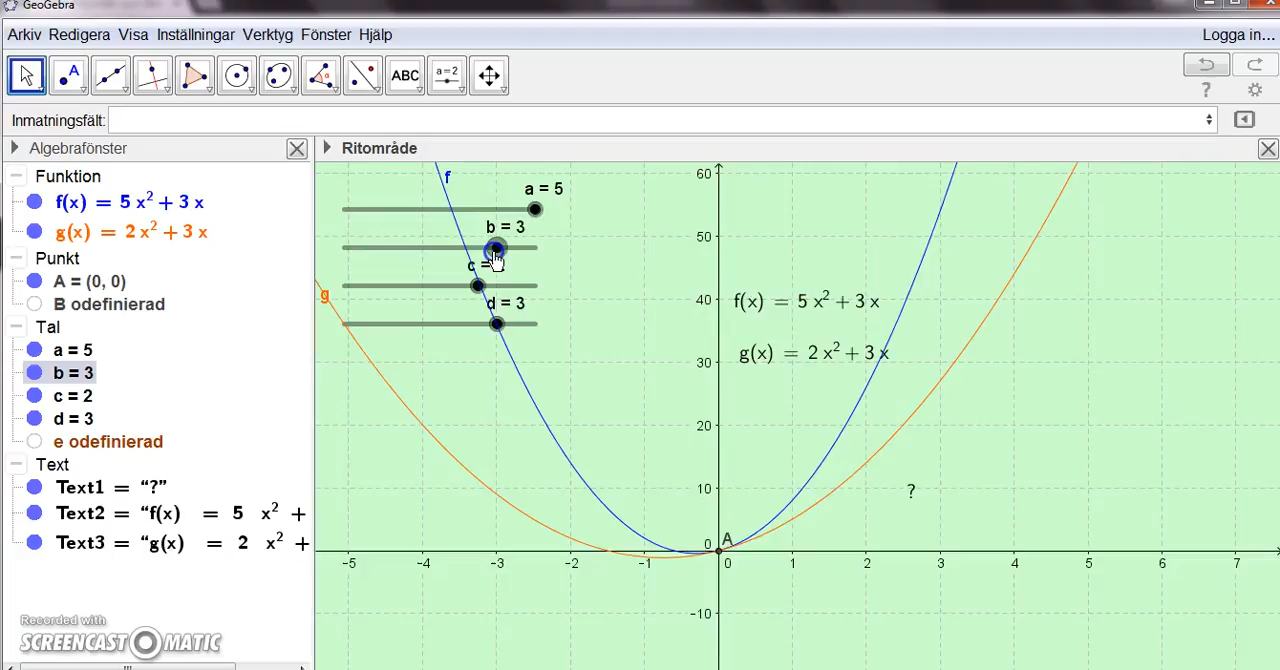 GeoGebra
Arkiv Redigera Visa Inställningar Verktyg Fönster Hjälp Logga in...
A ABC a=2 ?
Inmatningsfält:
Algebrafönster
Funktion
f(x) = 5 x² + 3 x
g(x) = 2 x² + 3 x
Punkt
A = (0, 0)
B odefinierad
Tal
a = 5
b = 3
c = 2
d = 3
e odefinierad
Text
Text1 = “?”
Text2 = “f(x) = 5 x² +
Text3 = “g(x) = 2 x² +
Recorded with
SCREENCAST MATIC
Ritområde
f
a = 5
b = 3
c =
d = 3
g
f(x) = 5 x² + 3 x
g(x) = 2 x² + 3 x
?
A
60
50
40
30
20
10
0
-10
-5 -4 -3 -2 -1 0 1 2 3 4 5 6 7